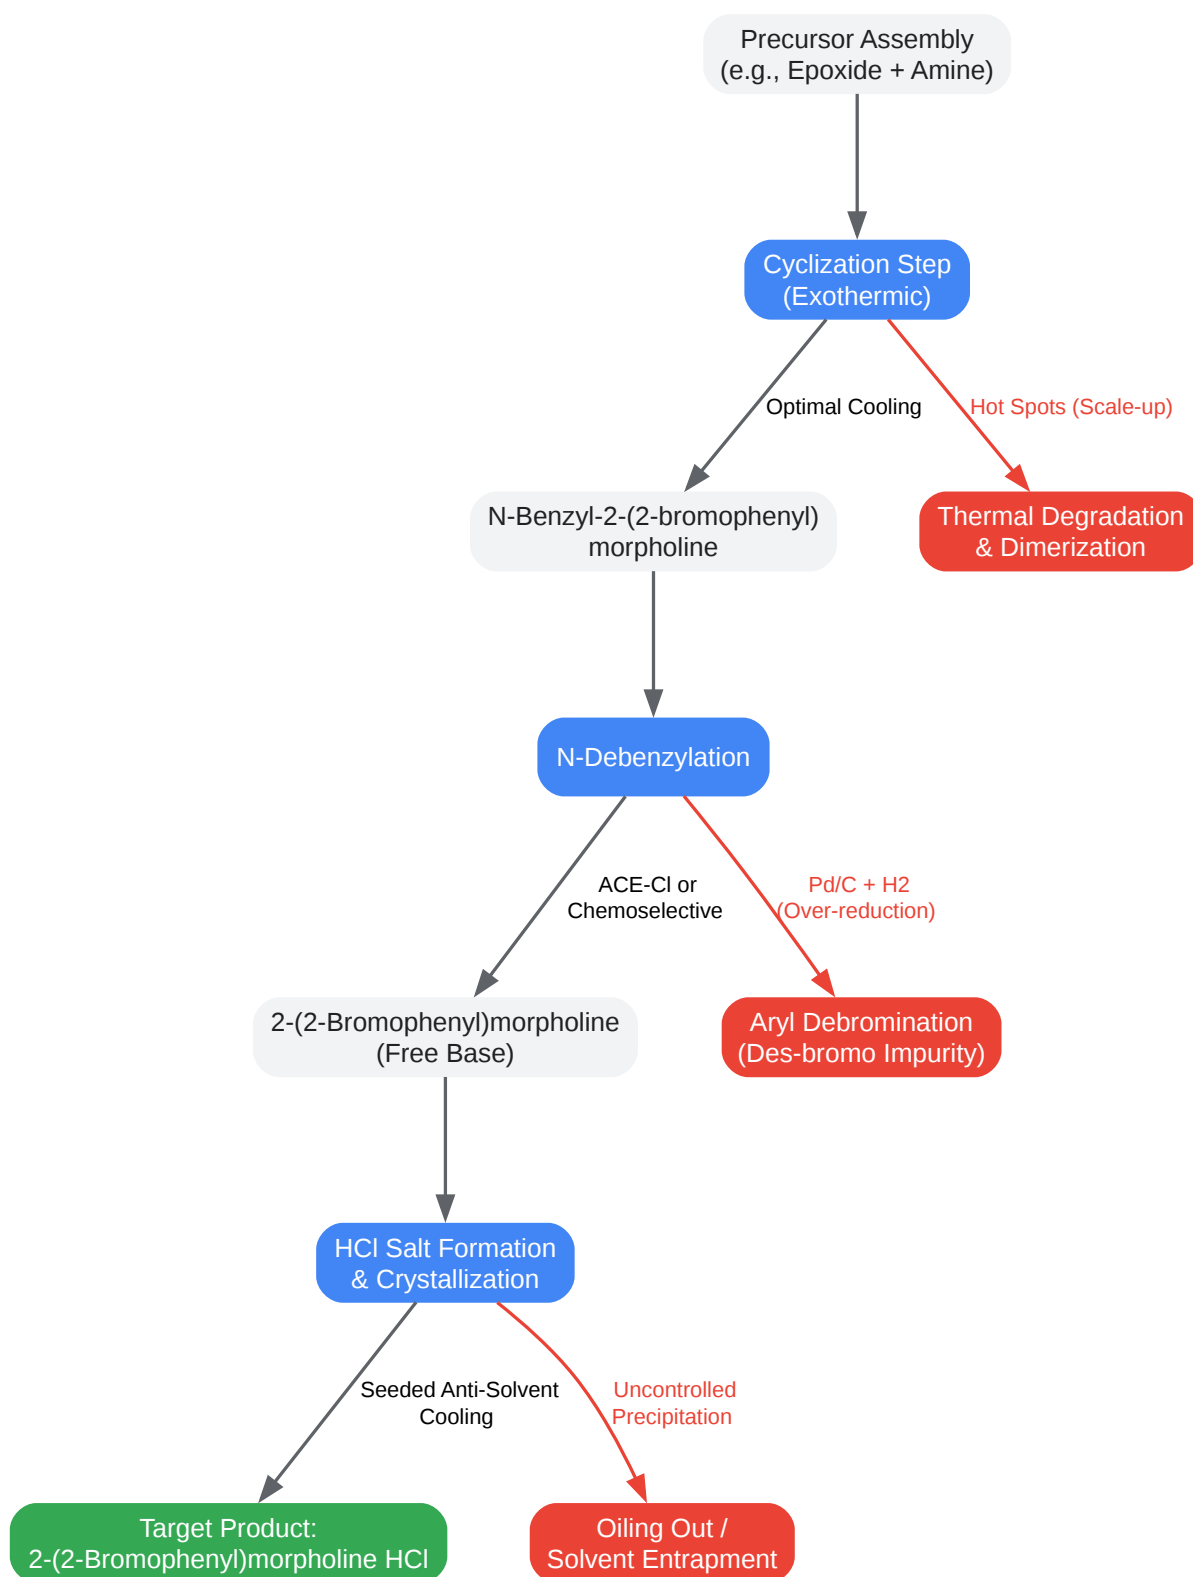 Precursor Assembly
(e.g., Epoxide + Amine)
Cyclization Step
(Exothermic)
Optimal Cooling
Hot Spots (Scale-up)
N-Benzyl-2-(2-bromophenyl)
morpholine
Thermal Degradation
& Dimerization
N-Debenzylation
ACE-Cl or
Chemoselective
Pd/C + H2
(Over-reduction)
2-(2-Bromophenyl)morpholine
(Free Base)
Aryl Debromination
(Des-bromo Impurity)
HCl Salt Formation
& Crystallization
Seeded Anti-Solvent
Cooling
Uncontrolled
Precipitation
Target Product:
2-(2-Bromophenyl)morpholine HCl
Oiling Out /
Solvent Entrapment